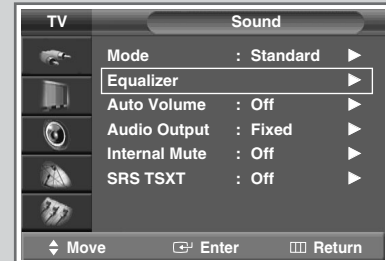 TV Sound
Mode : Standard
Equalizer
Auto Volume : Off
Audio Output : Fixed
Internal Mute : Off
SRS TSXT : Off
Move Enter Return